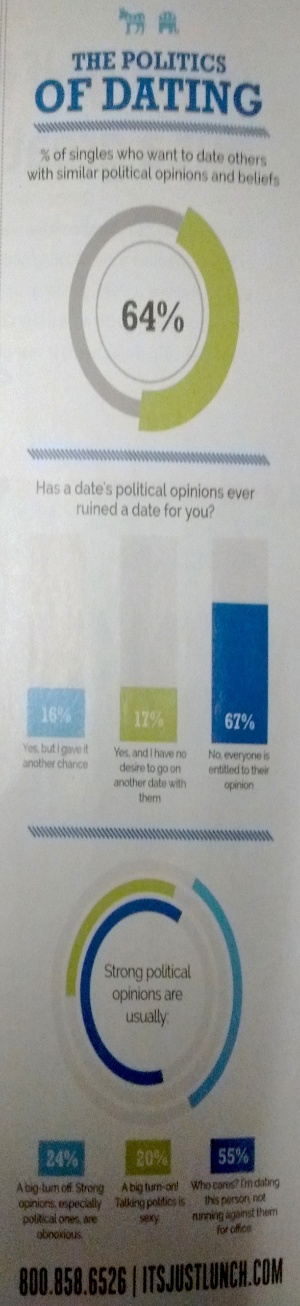 THE POLITICS
OF DATING
% of singles who want to date others
with similar political opinions and beliefs
64%
Has a date's political opinions ever
ruined a date for you?
16%
Yes, but I gave it
another chance
17%
Yes, and I have no
desire to go on
another date with
them
67%
No, everyone is
entitled to their
opinion
Strong political
opinions are
usually:
24%
A big-turn off. Strong
opinions, especially
political ones, are
obnoxious.
20%
A big turn-on!
Talking politics is
sexy.
55%
Who cares? I'm dating
this person, not
running against them
for office.
800.858.6526 | ITSJUSTLUNCH.COM